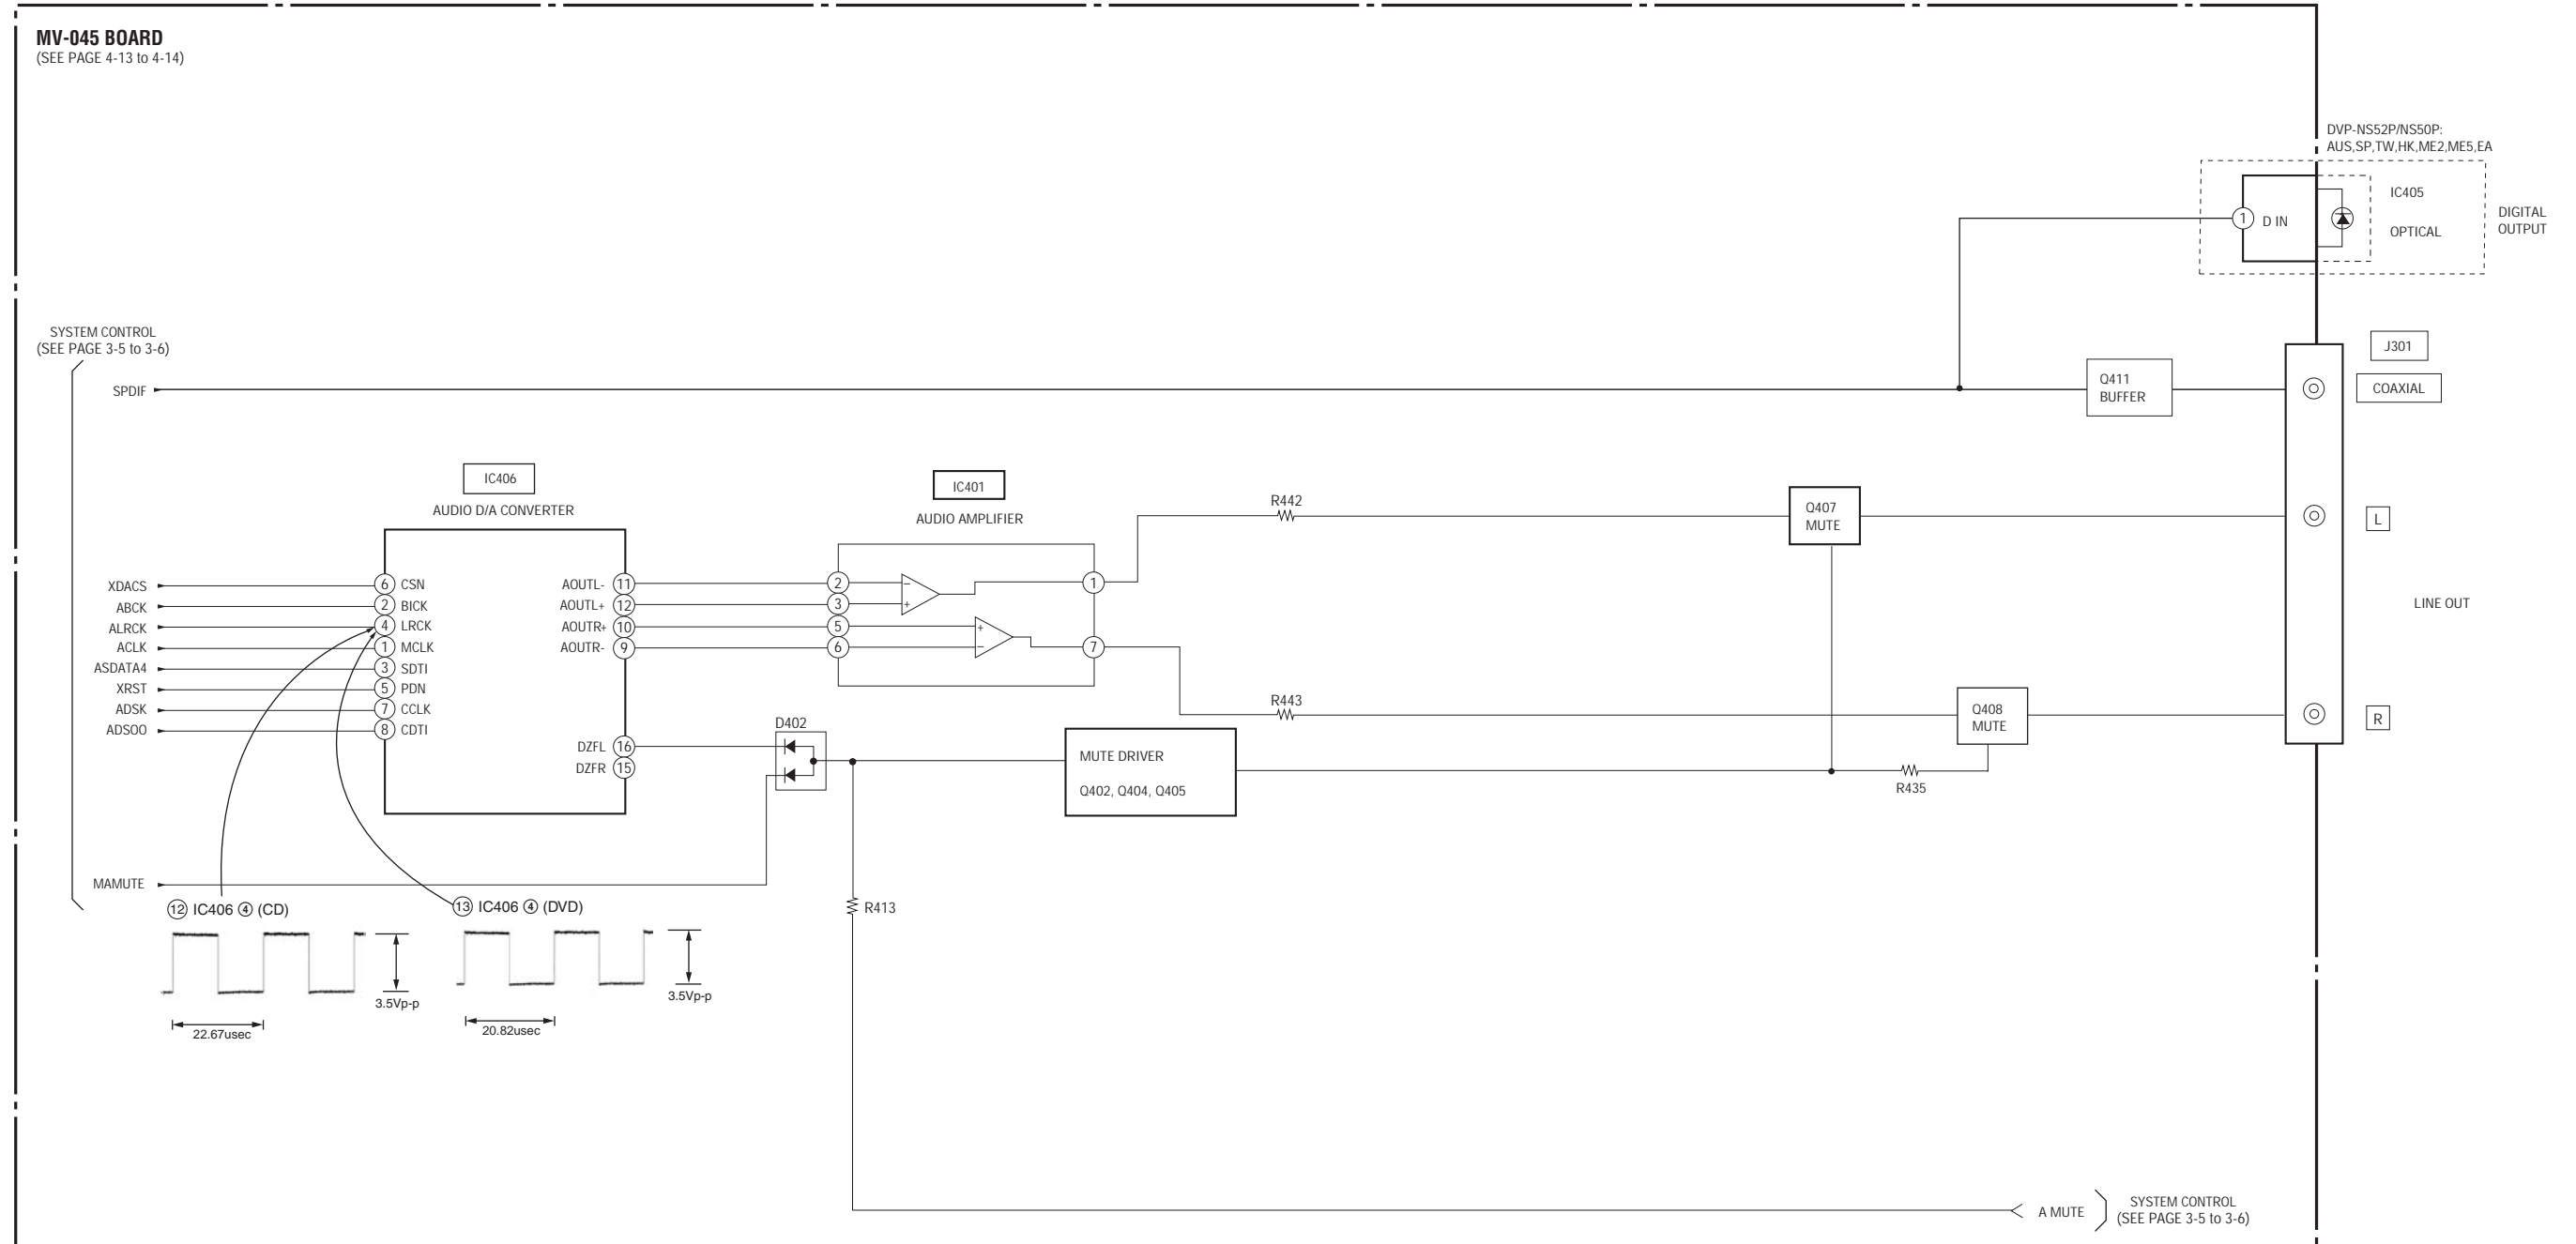 MV-045 BOARD
(SEE PAGE 4-13 to 4-14)
DVP-NS52P/NS50P:
AUS,SP,TW,HK,ME2,ME5,EA
IC405
1 D IN
OPTICAL
DIGITAL
OUTPUT
SYSTEM CONTROL
(SEE PAGE 3-5 to 3-6)
J301
SPDIF
Q411
BUFFER
COAXIAL
IC406
AUDIO D/A CONVERTER
IC401
AUDIO AMPLIFIER
R442
Q407
MUTE
L
XDACS 6 CSN AOUTL- 11 2 - 1
ABCK 2 BICK AOUTL+ 12 3 +
ALRCK 4 LRCK AOUTR+ 10 5 +
ACLK 1 MCLK AOUTR- 9 6 - 7
ASDATA4 3 SDTI
XRST 5 PDN
ADSK 7 CCLK
ADSOO 8 CDTI
LINE OUT
R443
Q408
MUTE
R
D402
DZFL 16
DZFR 15
MUTE DRIVER
Q402, Q404, Q405
R435
MAMUTE
R413
12 IC406 ④ (CD)
3.5Vp-p
22.67usec
13 IC406 ④ (DVD)
3.5Vp-p
20.82usec
A MUTE
SYSTEM CONTROL
(SEE PAGE 3-5 to 3-6)